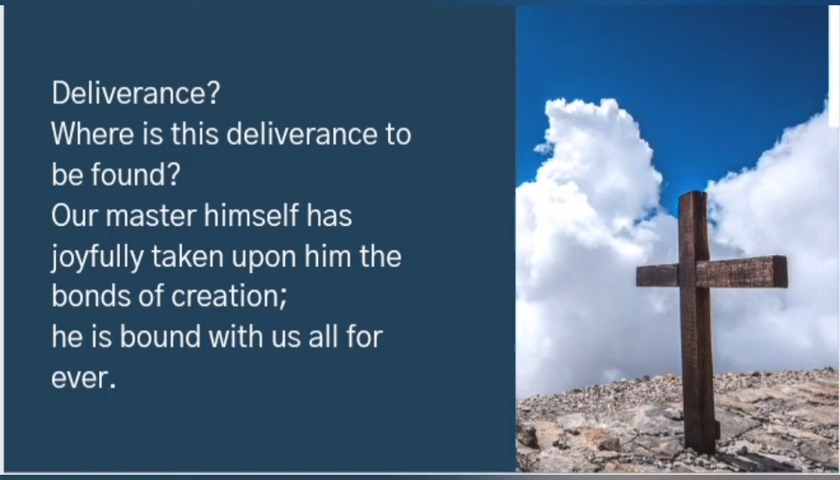 Deliverance?
Where is this deliverance to
be found?
Our master himself has
joyfully taken upon him the
bonds of creation;
he is bound with us all for
ever.